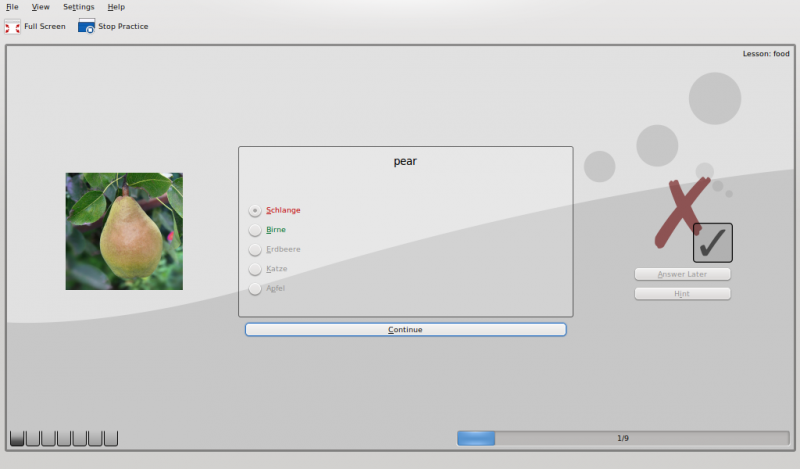 File View Settings Help
Full Screen Stop Practice
Lesson: food
pear
Schlange
Birne
Erdbeere
Katze
Apfel
Answer Later
Hint
Continue
1/9